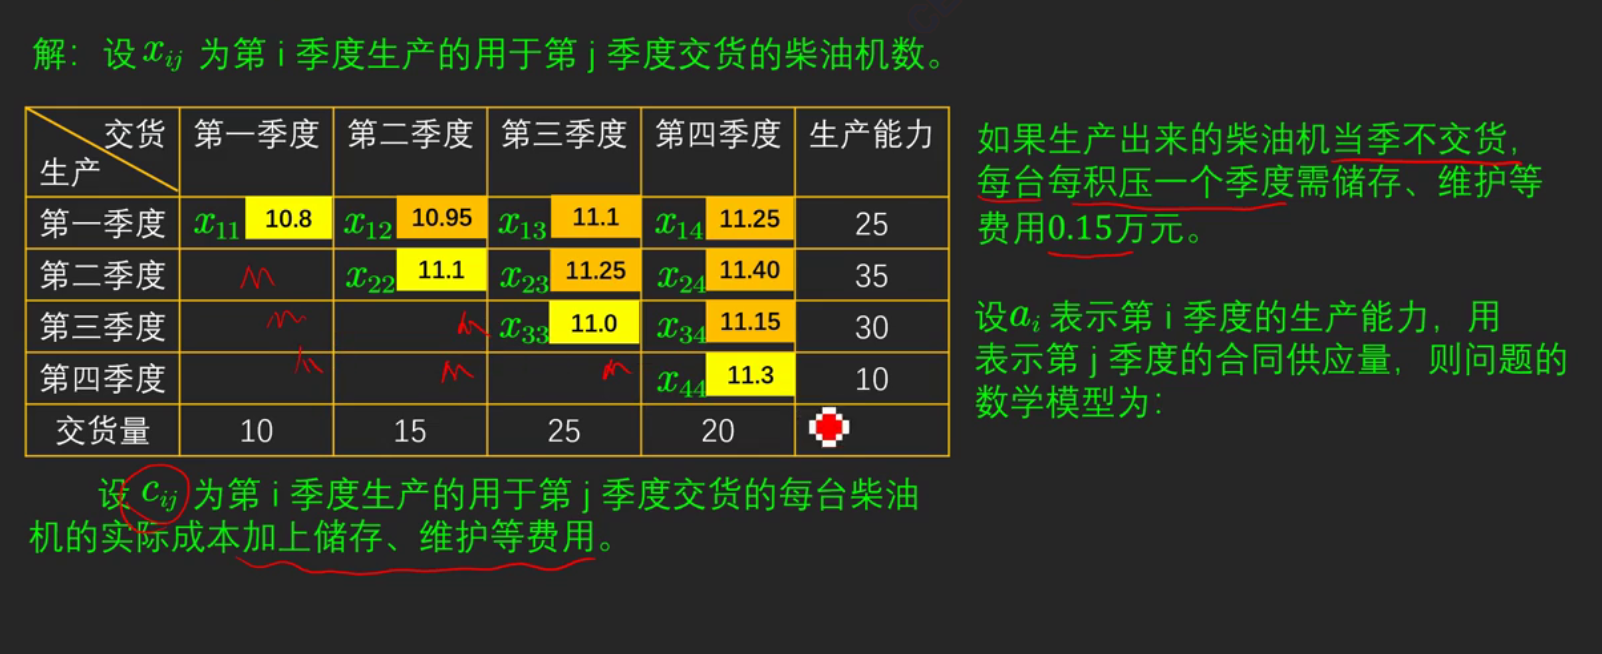 解：设 x_{ij} 为第 i 季度生产的用于第 j 季度交货的柴油机数。
交货 第一季度 第二季度 第三季度 第四季度 生产能力
生产
第一季度 x_{11} 10.8 x_{12} 10.95 x_{13} 11.1 x_{14} 11.25 25
第二季度 M x_{22} 11.1 x_{23} 11.25 x_{24} 11.40 35
第三季度 M M x_{33} 11.0 x_{34} 11.15 30
第四季度 M M M x_{44} 11.3 10
交货量 10 15 25 20
设 c_{ij} 为第 i 季度生产的用于第 j 季度交货的每台柴油
机的实际成本加上储存、维护等费用。
如果生产出来的柴油机当季不交货，
每台每积压一个季度需储存、维护等
费用0.15万元。
设a_i 表示第 i 季度的生产能力，用
表示第 j 季度的合同供应量，则问题的
数学模型为：